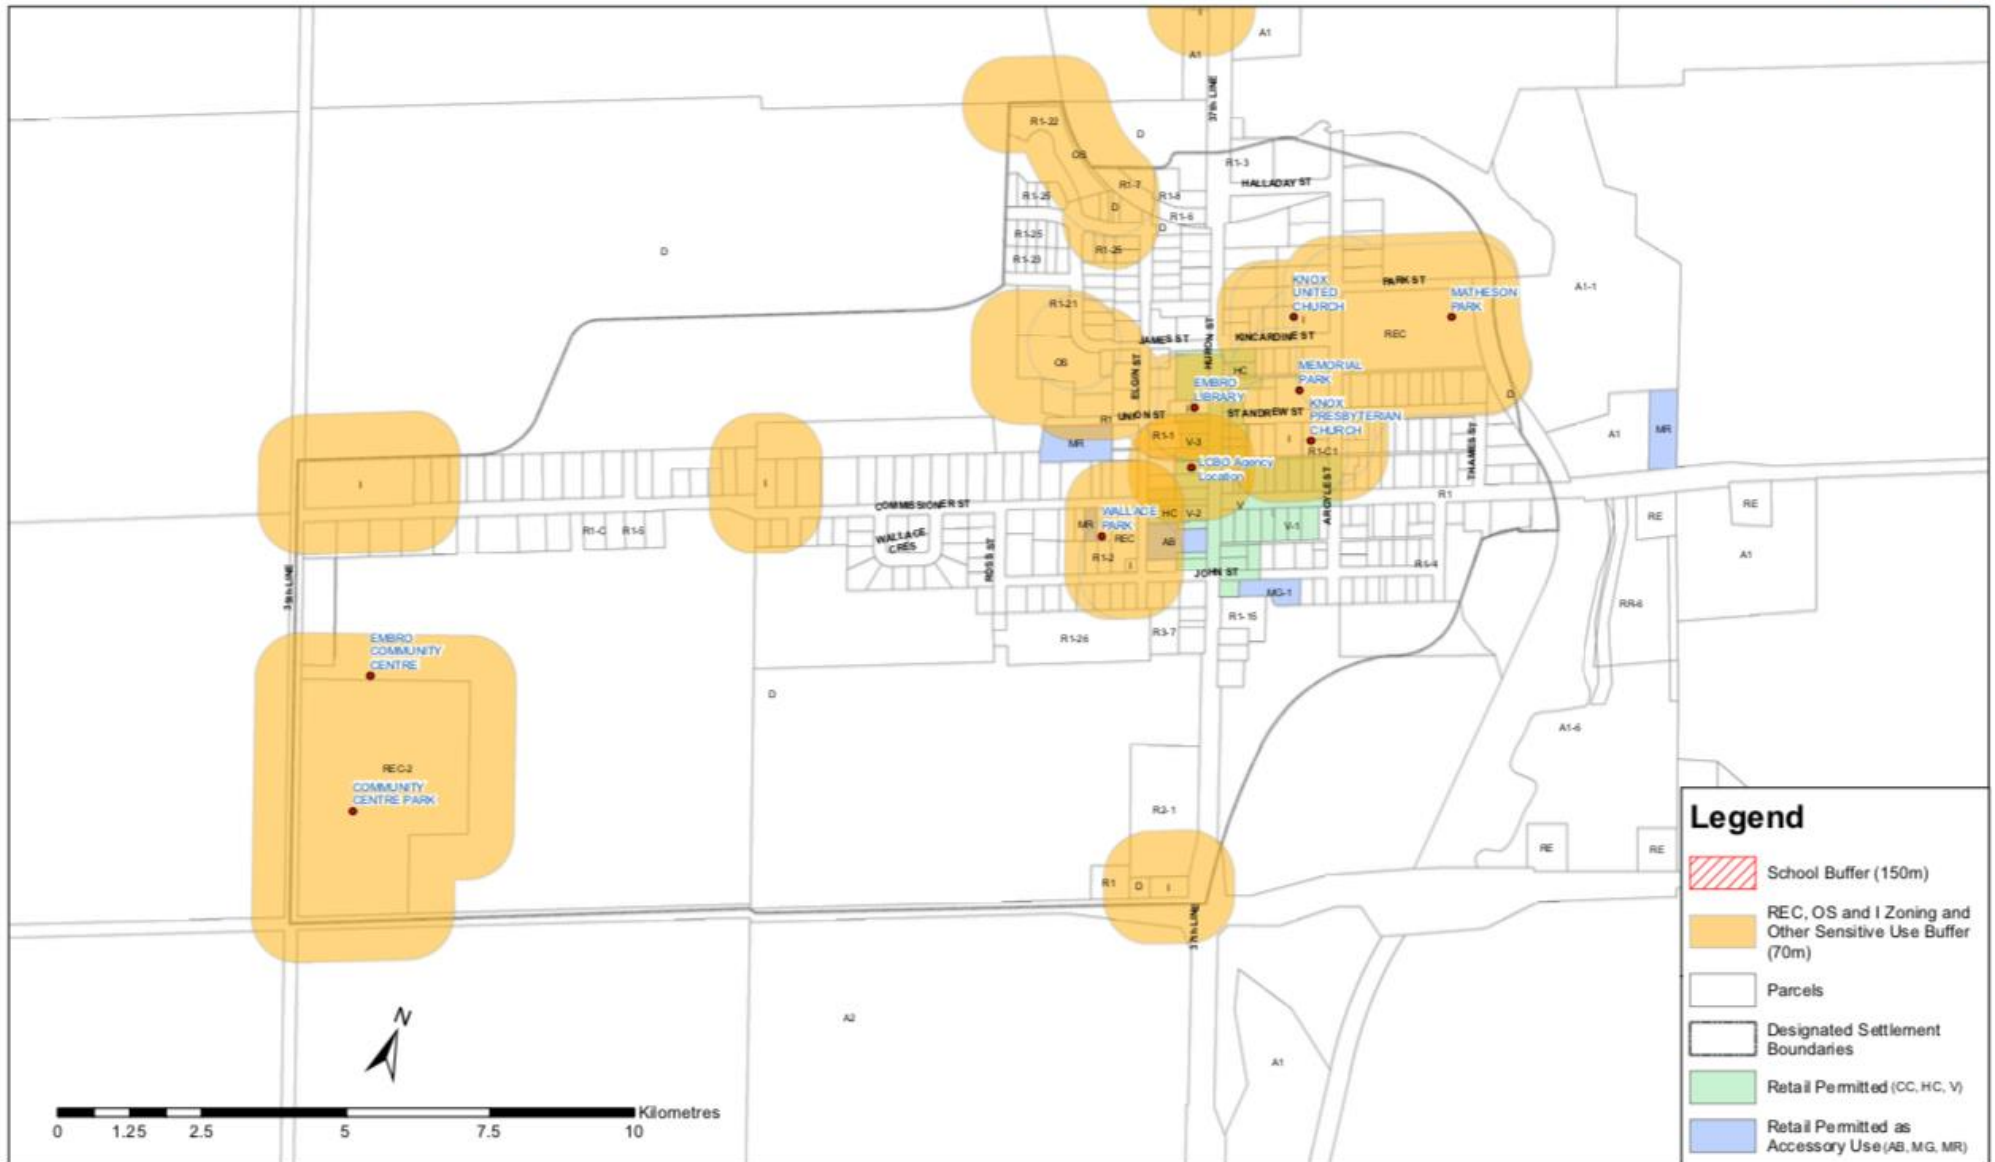 I
A1
A1
37th LINE
R1-22
D
OS
R1-3
HALLADAY ST
R1-7
R1-25
R1-8
D
R1-6
D
R1-25
R1-25
R1-23
D
A1-1
PARK ST
KNOX
UNITED
CHURCH
I
MATHESON
PARK
R1-21
HURON ST
JAMES ST
KINCARDINE ST
REC
OS
ELGIN ST
HC
MEMORIAL
PARK
EMBRO
LIBRARY
D
R1
UNION ST
ST ANDREW ST
KNOX
PRESBYTERIAN
CHURCH
MR
R1-1
V-3
I
R1-C1
THAMES ST
A1
MR
LCBO Agency
Location
I
I
ARGYLE ST
R1
COMMISSIONER ST
WALLACE
PARK
MR
REC
HC
V-2
V
V-1
RE
RE
R1-C
R1-5
WALLACE
CRES
ROSS ST
AB
A1
R1-2
I
JOHN ST
R1-4
36th LINE
MG-1
RR-6
R1-15
R1-26
R3-7
EMBRO
COMMUNITY
CENTRE
D
A1-6
REC-2
COMMUNITY
CENTRE PARK
R2-1
RE
RE
R1
D
I
37th LINE
A2
A1
N
Kilometres
0 1.25 2.5 5 7.5 10
Legend
School Buffer (150m)
REC, OS and I Zoning and
Other Sensitive Use Buffer
(70m)
Parcels
Designated Settlement
Boundaries
Retail Permitted (CC, HC, V)
Retail Permitted as
Accessory Use (AB, MG, MR)